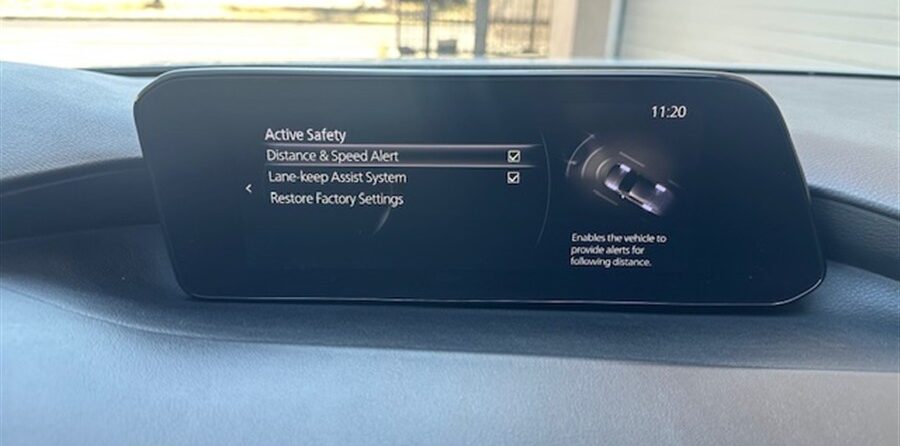 11:20
Active Safety
Distance & Speed Alert
Lane-keep Assist System
Restore Factory Settings
Enables the vehicle to
provide alerts for
following distance.